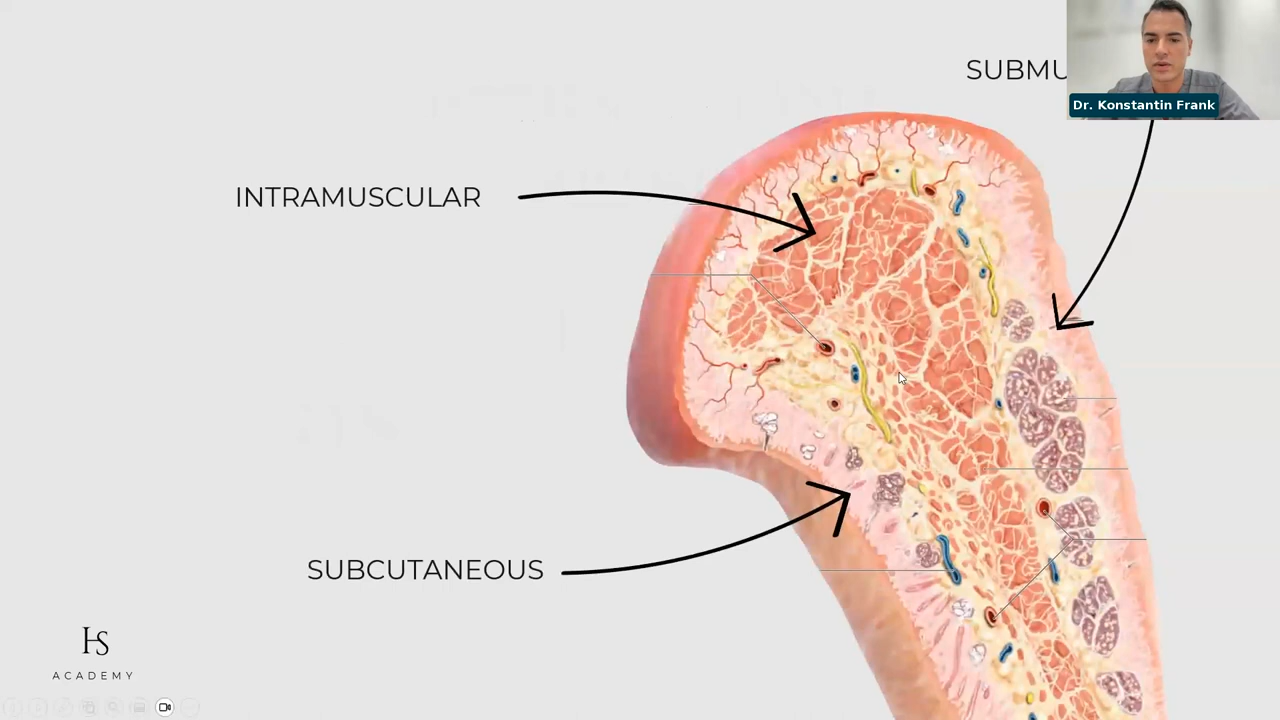 SUBMU
Dr. Konstantin Frank
INTRAMUSCULAR
SUBCUTANEOUS
HS
ACADEMY